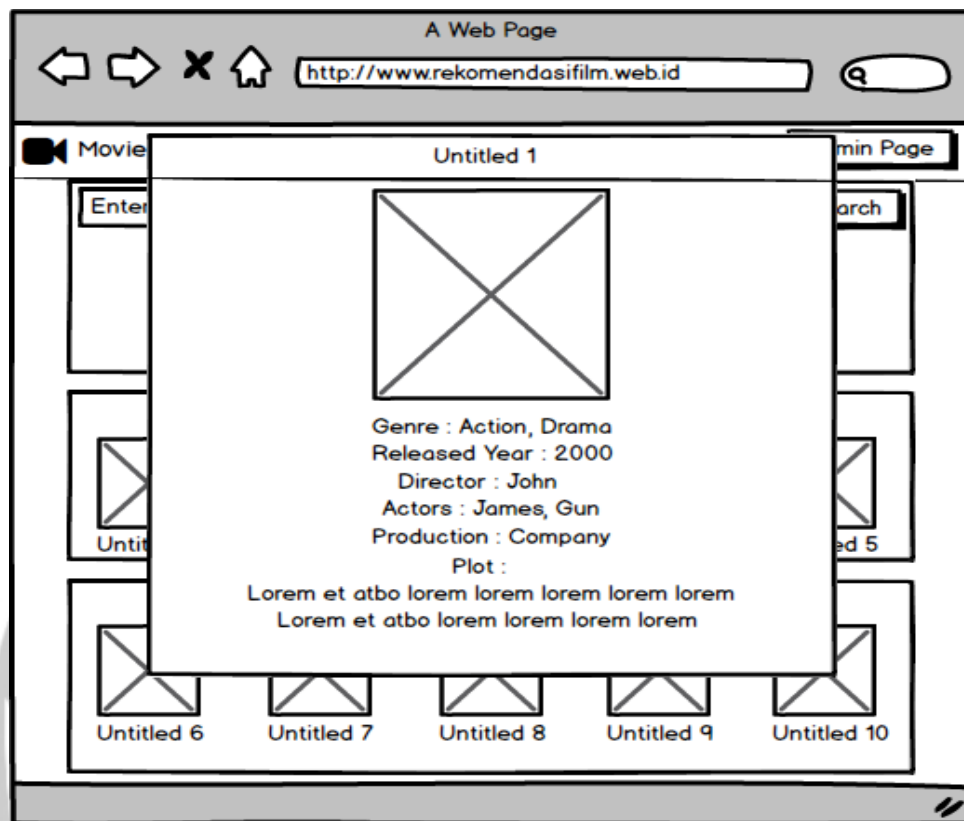 A Web Page
http://www.rekomendasifilm.web.id
Movie
min Page
Untitled 1
Enter
arch
Genre : Action, Drama
Released Year : 2000
Director : John
Actors : James, Gun
Production : Company
Plot :
Lorem et atbo lorem lorem lorem lorem lorem
Lorem et atbo lorem lorem lorem lorem
Untit
ed 5
Untitled 6 Untitled 7 Untitled 8 Untitled 9 Untitled 10